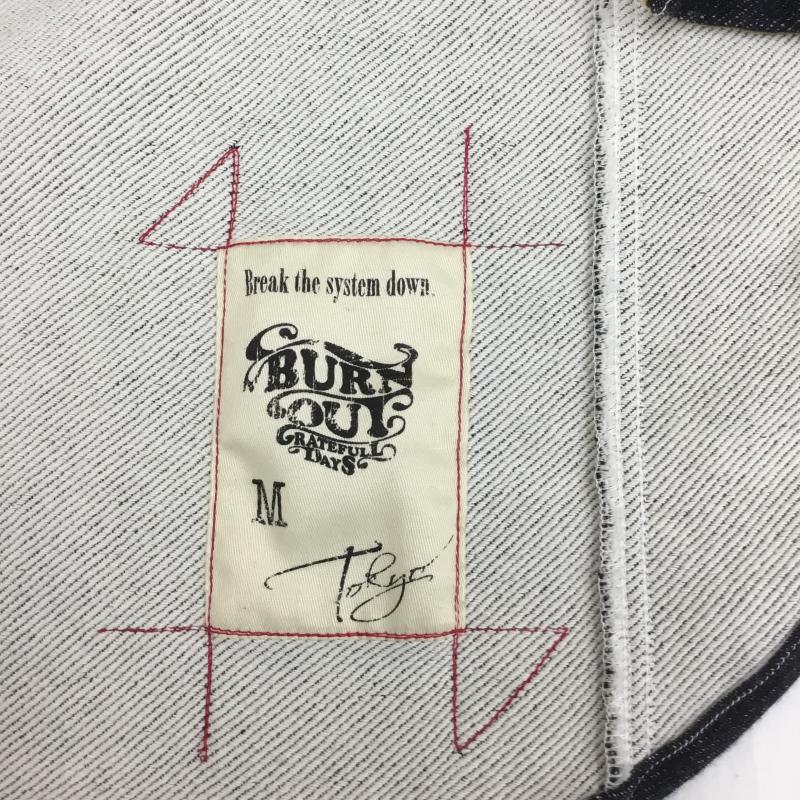 Break the system down.
BURN
OUT
GRATEFULL
DAYS
M
Tokyo